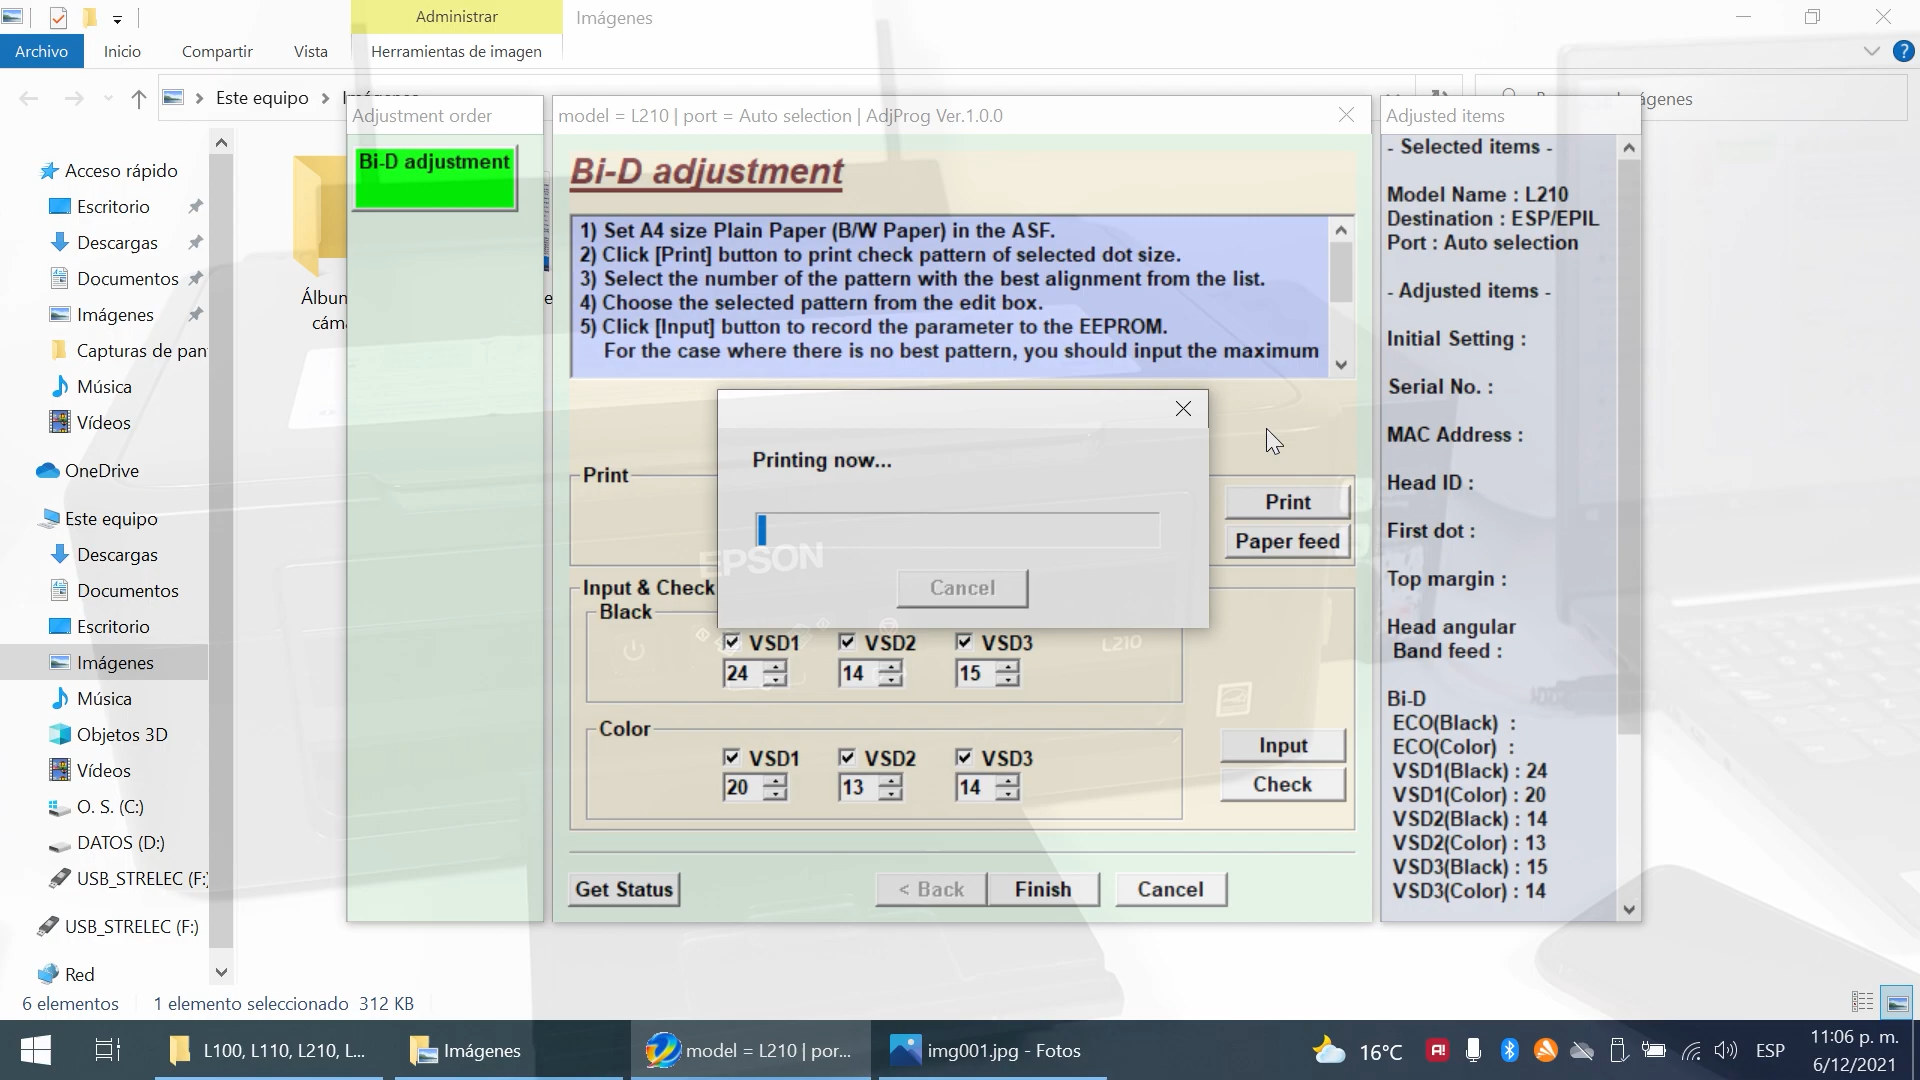 Administrar
Imágenes
Archivo
Inicio
Compartir
Vista
Herramientas de imagen
Este equipo
Adjustment order
model = L210 | port = Auto selection | AdjProg Ver.1.0.0
Adjusted items
ágenes
Bi-D adjustment
Bi-D adjustment
1) Set A4 size Plain Paper (B/W Paper) in the ASF.
2) Click [Print] button to print check pattern of selected dot size.
3) Select the number of the pattern with the best alignment from the list.
4) Choose the selected pattern from the edit box.
5) Click [Input] button to record the parameter to the EEPROM.
For the case where there is no best pattern, you should input the maximum
Printing now...
Cancel
Print
Print
Paper feed
EPSON
L210
Input & Check
Black
VSD1 VSD2 VSD3
24 14 15
Color
VSD1 VSD2 VSD3
20 13 14
Input
Check
Get Status
< Back
Finish
Cancel
- Selected items -
Model Name : L210
Destination : ESP/EPIL
Port : Auto selection
- Adjusted items -
Initial Setting :
Serial No. :
MAC Address :
Head ID :
First dot :
Top margin :
Head angular
Band feed :
Bi-D
ECO(Black) :
ECO(Color) :
VSD1(Black) : 24
VSD1(Color) : 20
VSD2(Black) : 14
VSD2(Color) : 13
VSD3(Black) : 15
VSD3(Color) : 14
Acceso rápido
Escritorio
Descargas
Documentos
Imágenes
Capturas de pan
Música
Vídeos
OneDrive
Este equipo
Descargas
Documentos
Escritorio
Imágenes
Música
Objetos 3D
Vídeos
O. S. (C:)
DATOS (D:)
USB_STRELEC (F:)
USB_STRELEC (F:)
Red
Álbun
cáma
6 elementos
1 elemento seleccionado 312 KB
L100, L110, L210, L...
Imágenes
model = L210 | por...
img001.jpg - Fotos
16°C
ESP
11:06 p. m.
6/12/2021